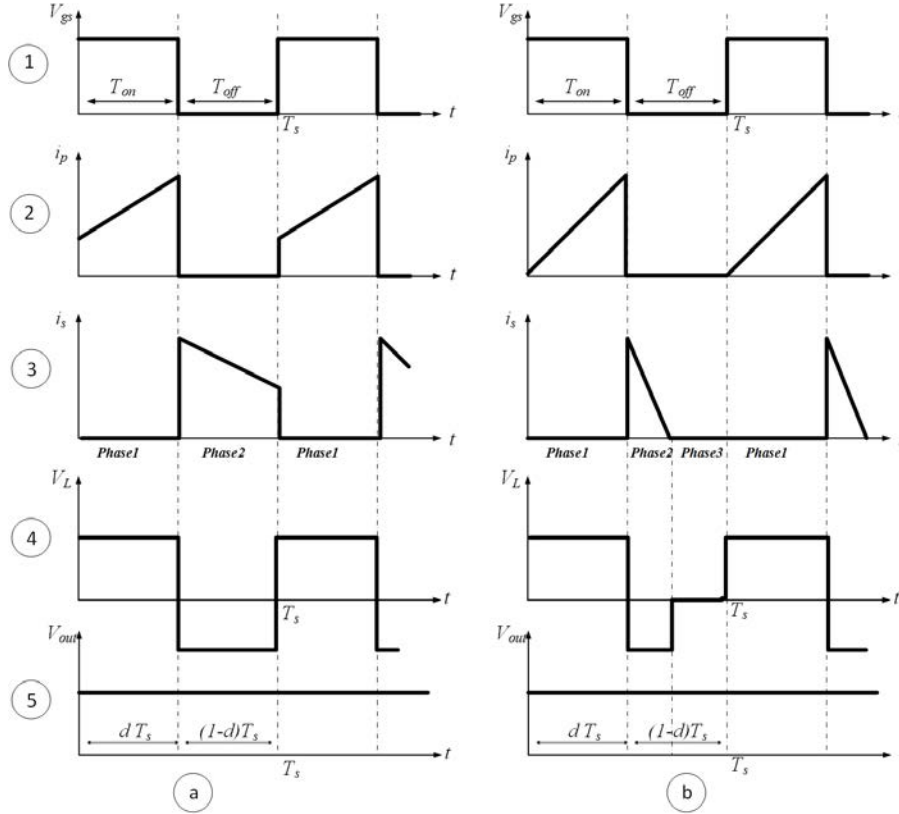 V_gs
1
T_on
T_off
T_s
t
i_p
2
t
i_s
3
t
Phase1
Phase2
Phase1
V_L
4
t
T_s
V_out
5
d T_s
(1-d)T_s
t
T_s
a
V_gs
T_on
T_off
T_s
i_p
i_s
Phase1
Phase2
Phase3
Phase1
V_L
T_s
V_out
d T_s
(1-d)T_s
T_s
b